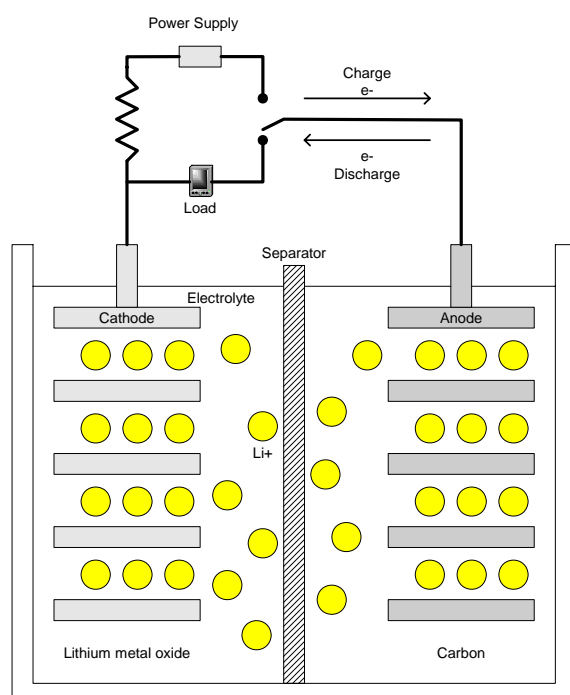 Power Supply
Charge
e-
e-
Discharge
Load
Separator
Electrolyte
Cathode
Anode
Li+
Lithium metal oxide
Carbon